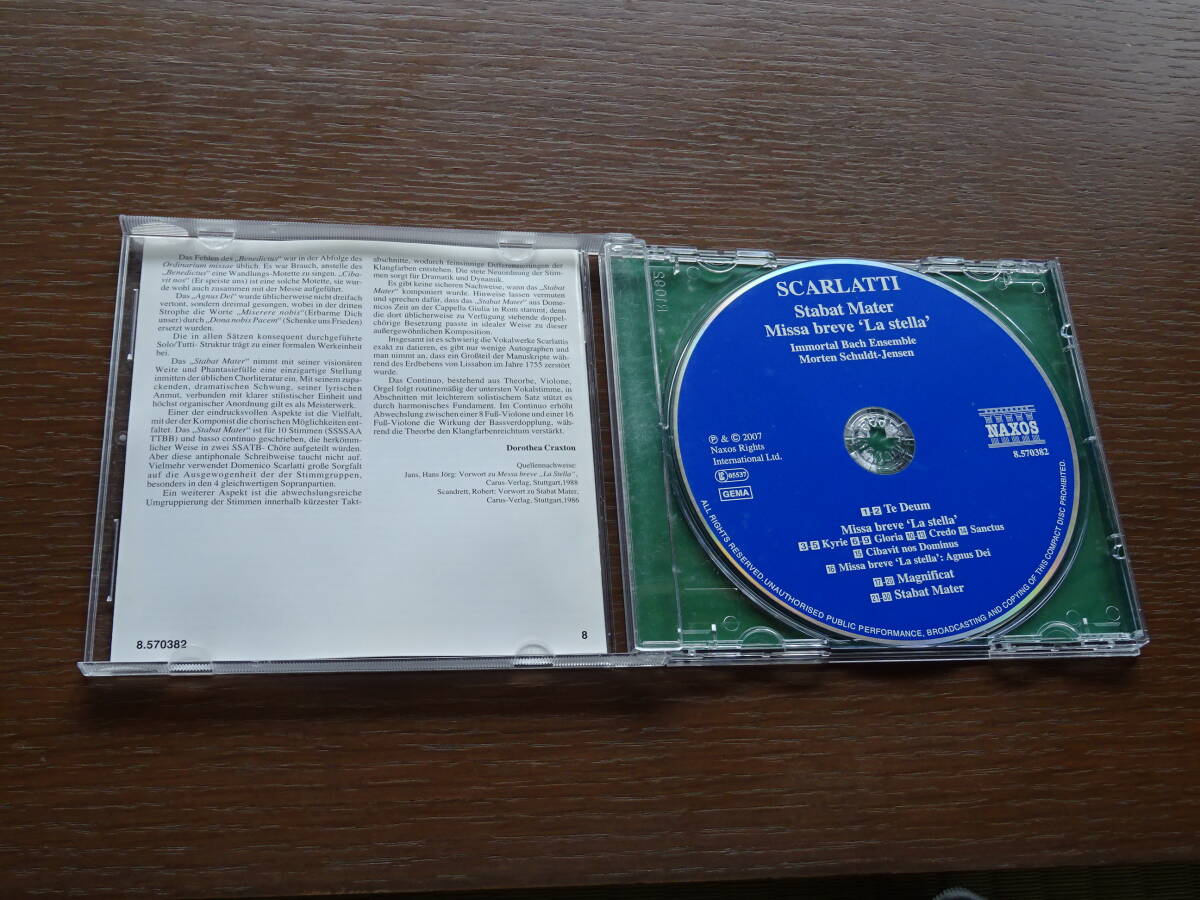 Das Fehlen des „Benedictus“ war in der Abfolge des
Ordinarium missae üblich. Es war Brauch, anstelle des
„Benedictus“ eine Wandlungs-Motette zu singen. „Ciba-
vit nos“ (Er speiste uns) ist eine solche Motette, sie wur-
de wohl auch zusammen mit der Messe aufgeführt.
Das „Agnus Dei“ wurde üblicherweise nicht dreifach
vertont, sondern dreimal gesungen, wobei in der dritten
Strophe die Worte „Miserere nobis“(Erbarme Dich
unser) durch „Dona nobis Pacem“ (Schenke uns Frieden)
ersetzt wurden.
Die in allen Sätzen konsequent durchgeführte
Solo/Tutti- Struktur trägt zu einer formalen Werkeinheit
bei.
Das „Stabat Mater“ nimmt mit seiner visionären
Weite und Phantasiefülle eine einzigartige Stellung
inmitten der üblichen Chorliteratur ein. Mit seinem zupa-
ckenden, dramatischen Schwung, seiner lyrischen
Anmut, verbunden mit klarer stilistischer Einheit und
höchst organischer Anordnung gilt es als Meisterwerk.
Einer der eindrucksvollen Aspekte ist die Vielfalt,
mit der der Komponist die chorischen Möglichkeiten ent-
faltet. Das „Stabat Mater“ ist für 10 Stimmen (SSSSAA
TTBB) und basso continuo geschrieben, die herkömm-
licher Weise in zwei SSATB- Chöre aufgeteilt würden.
Aber diese antiphonale Schreibweise taucht nicht auf.
Vielmehr verwendet Domenico Scarlatti große Sorgfalt
auf die Ausgewogenheit der der Stimmgruppen,
besonders in den 4 gleichwertigen Sopranpartien.
Ein weiterer Aspekt ist die abwechslungsreiche
Umgruppierung der Stimmen innerhalb kürzester Takt-
abschnitte, wodurch feinsinnige Differenzierungen der
Klangfarben entstehen. Die stete Neuordnung der Stim-
men sorgt für Dramatik und Dynamik.
Es gibt keine sicheren Nachweise, wann das „Stabat
Mater“ komponiert wurde. Hinweise lassen vermuten
und sprechen dafür, dass das „Stabat Mater“ aus Dome-
nicos Zeit an der Cappella Giulia in Rom stammt, denn
die dort üblicherweise zu Verfügung stehende doppel-
chörige Besetzung passte in idealer Weise zu dieser
außergewöhnlichen Komposition.
Insgesamt ist es schwierig die Vokalwerke Scarlattis
exakt zu datieren, es gibt nur wenige Autographen und
man nimmt an, dass ein Großteil der Manuskripte wäh-
rend des Erdbebens von Lissabon im Jahre 1755 zerstört
wurde.
Das Continuo, bestehend aus Theorbe, Violone,
Orgel folgt routinemäßig der untersten Vokalstimme, in
Abschnitten mit leichterem solistischem Satz stützt es
durch harmonisches Fundament. Im Continuo erhöht
Abwechslung zwischen einer 8 Fuß-Violone und einer 16
Fuß-Violone die Wirkung der Bassverdopplung, wäh-
rend die Theorbe den Klangfarbenreichtum verstärkt.
Dorothea Craxton
Quellennachweise:
Jans, Hans Jörg: Vorwort zu Messa breve „La Stella“,
Carus-Verlag, Stuttgart,1988
Scandrett, Robert: Vorwort zu Stabat Mater,
Carus-Verlag, Stuttgart,1986
8.570382
8
SCARLATTI
Stabat Mater
Missa breve ‘La stella’
Immortal Bach Ensemble
Morten Schuldt-Jensen
NAXOS
8.570382
℗ & © 2007
Naxos Rights
International Ltd.
LC 05537
GEMA
1-2 Te Deum
Missa breve ‘La stella’
3-5 Kyrie 6-9 Gloria 10-13 Credo 14 Sanctus
15 Cibavit nos Dominus
16 Missa breve ‘La stella’: Agnus Dei
17-20 Magnificat
21-30 Stabat Mater
ALL RIGHTS RESERVED.UNAUTHORISED PUBLIC PERFORMANCE, BROADCASTING AND COPYING OF THIS COMPACT DISC PROHIBITED.